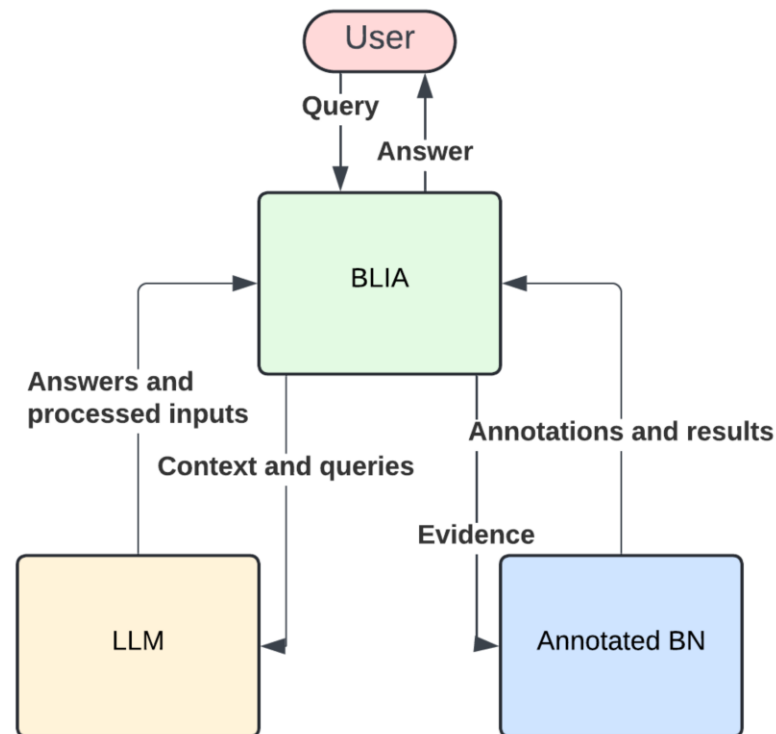 User
Query
Answer
BLIA
Answers and
processed inputs
Annotations and results
Context and queries
Evidence
LLM
Annotated BN